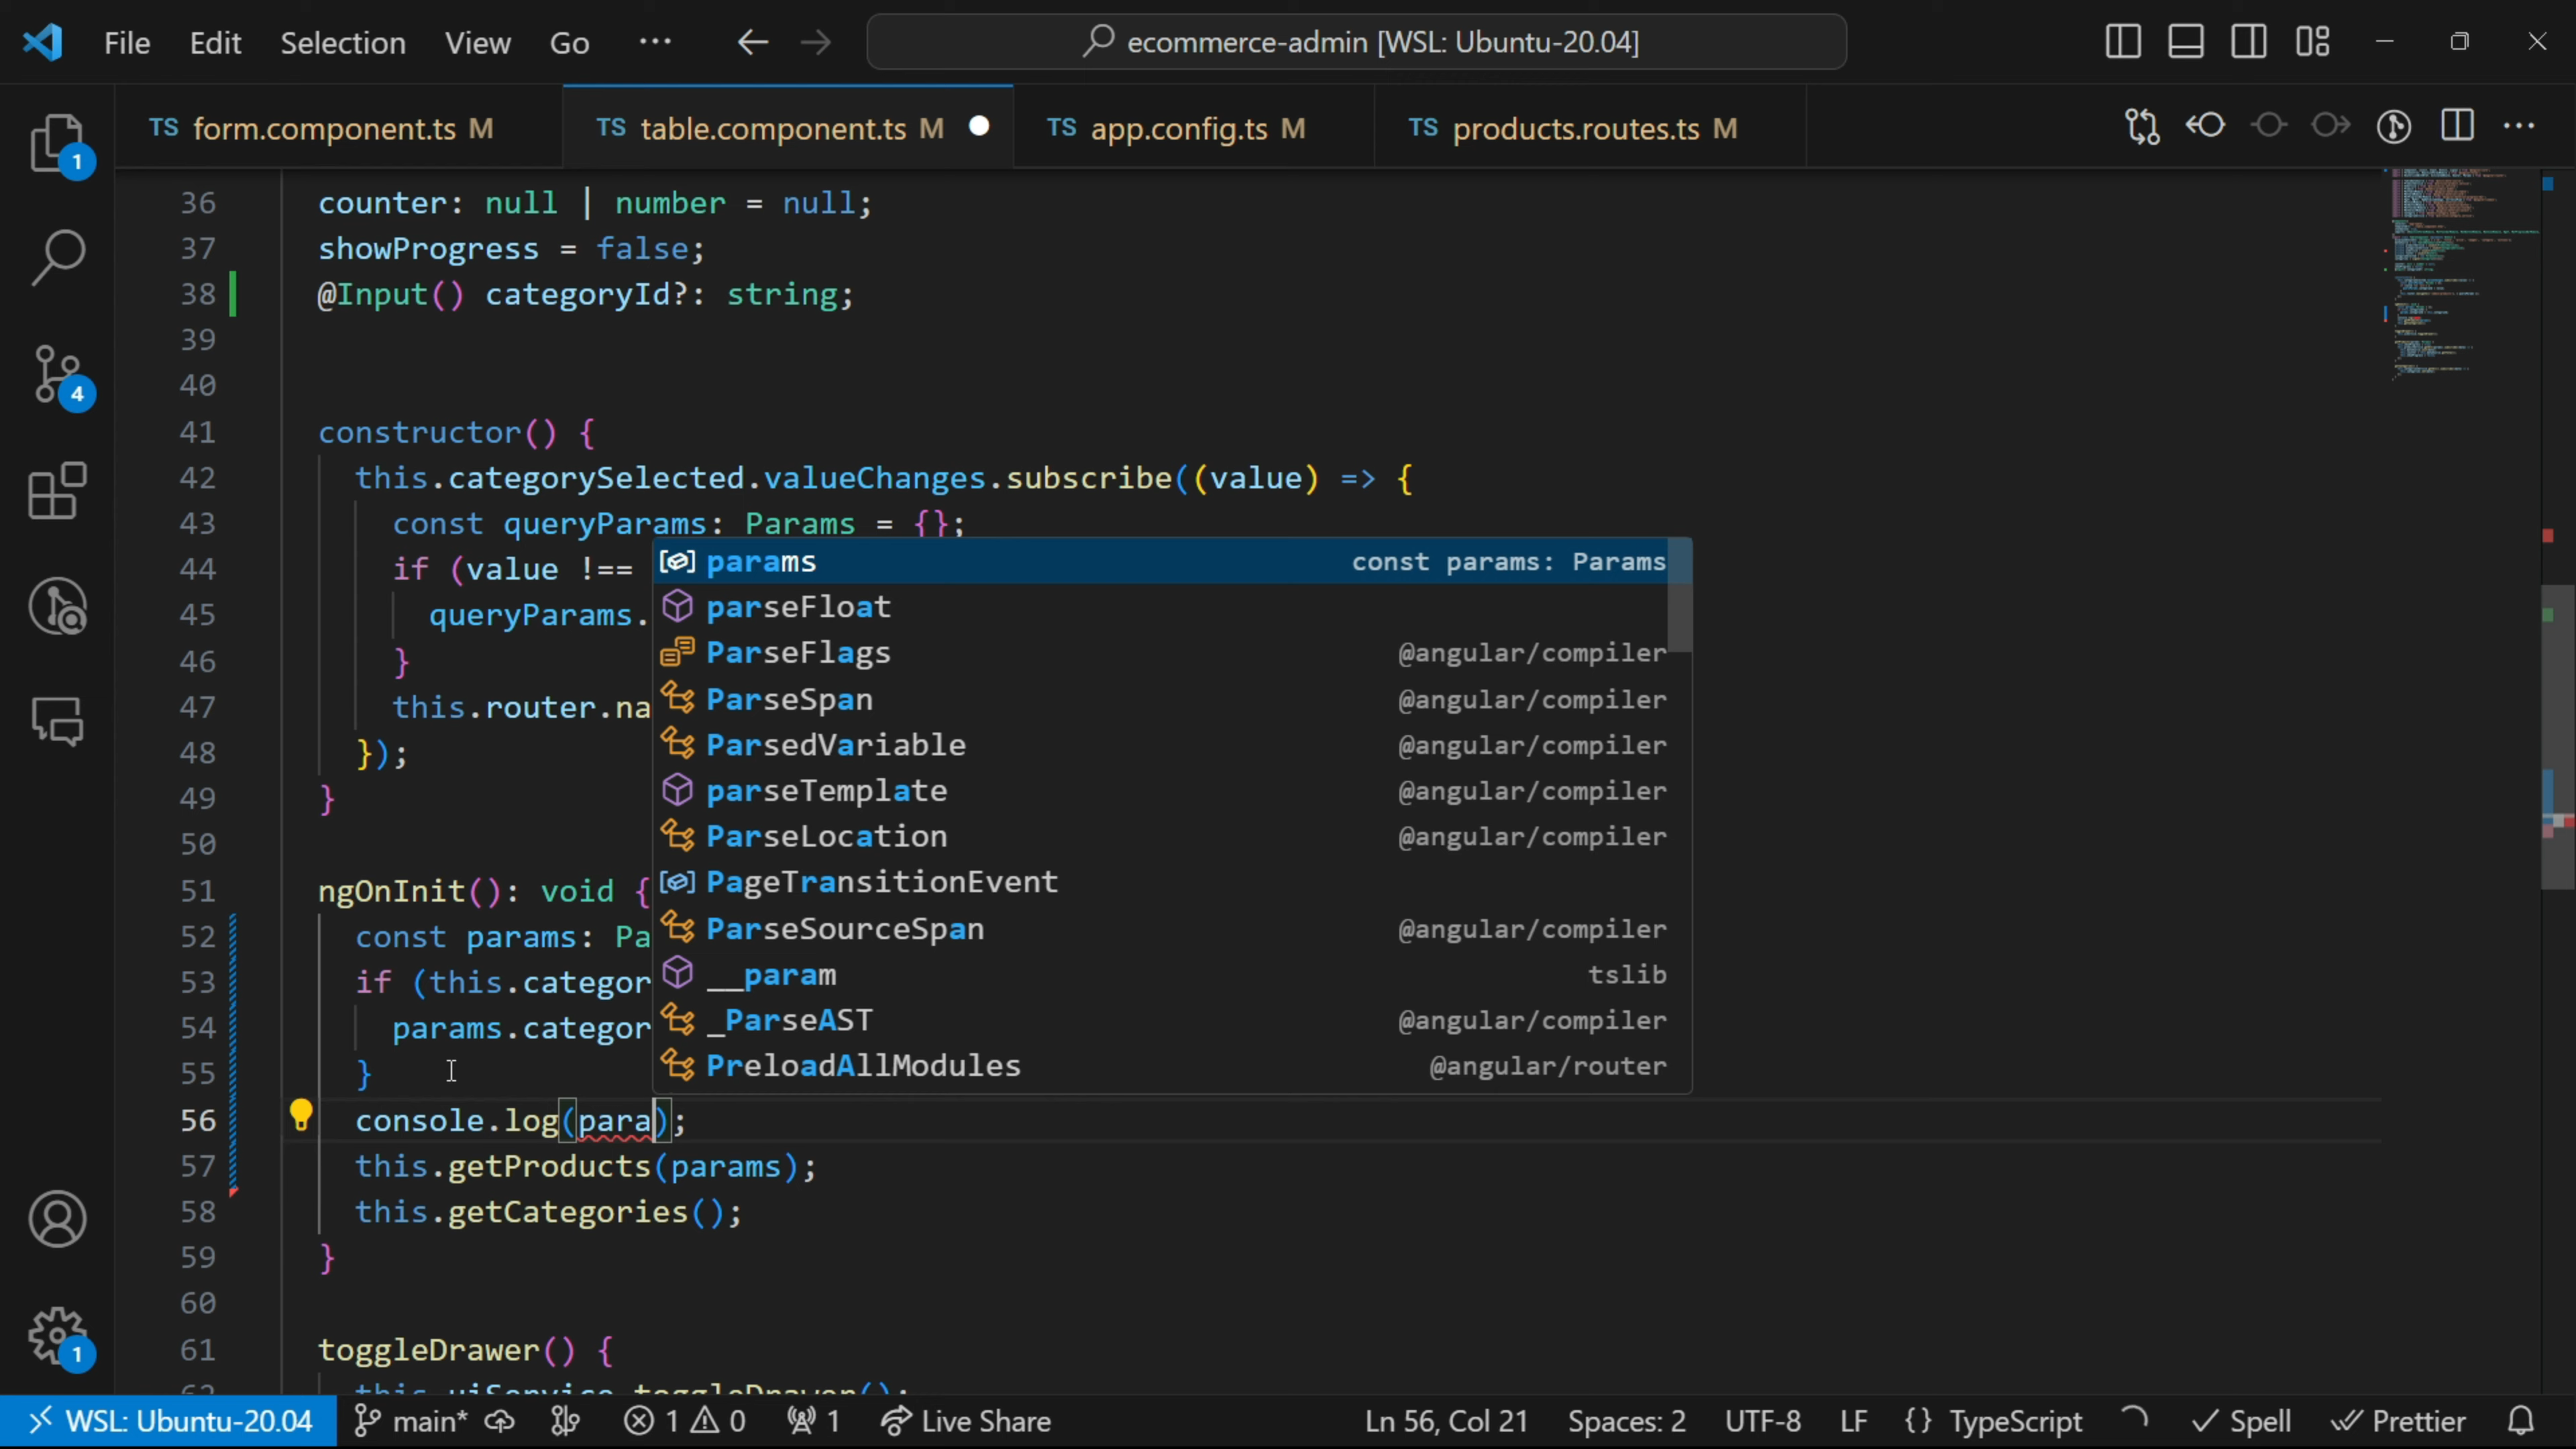 File Edit Selection View Go ··· ecommerce-admin [WSL: Ubuntu-20.04]
TS form.component.ts M TS table.component.ts M TS app.config.ts M TS products.routes.ts M
36 counter: null | number = null;
37 showProgress = false;
38 @Input() categoryId?: string;
39
40
41 constructor() {
42 this.categorySelected.valueChanges.subscribe((value) => {
43 const queryParams: Params = {};
44 if (value !==
45 queryParams.
46 }
47 this.router.na
48 });
49 }
50
51 ngOnInit(): void {
52 const params: Pa
53 if (this.categor
54 params.categor
55 }
56 console.log(para);
57 this.getProducts(params);
58 this.getCategories();
59 }
60
61 toggleDrawer() {
62 this.uiService.toggleDrawer();
params const params: Params
parseFloat
ParseFlags @angular/compiler
ParseSpan @angular/compiler
ParsedVariable @angular/compiler
parseTemplate @angular/compiler
ParseLocation @angular/compiler
PageTransitionEvent
ParseSourceSpan @angular/compiler
__param tslib
_ParseAST @angular/compiler
PreloadAllModules @angular/router
1
4
1
WSL: Ubuntu-20.04 main* 1 0 1 Live Share Ln 56, Col 21 Spaces: 2 UTF-8 LF {} TypeScript Spell Prettier